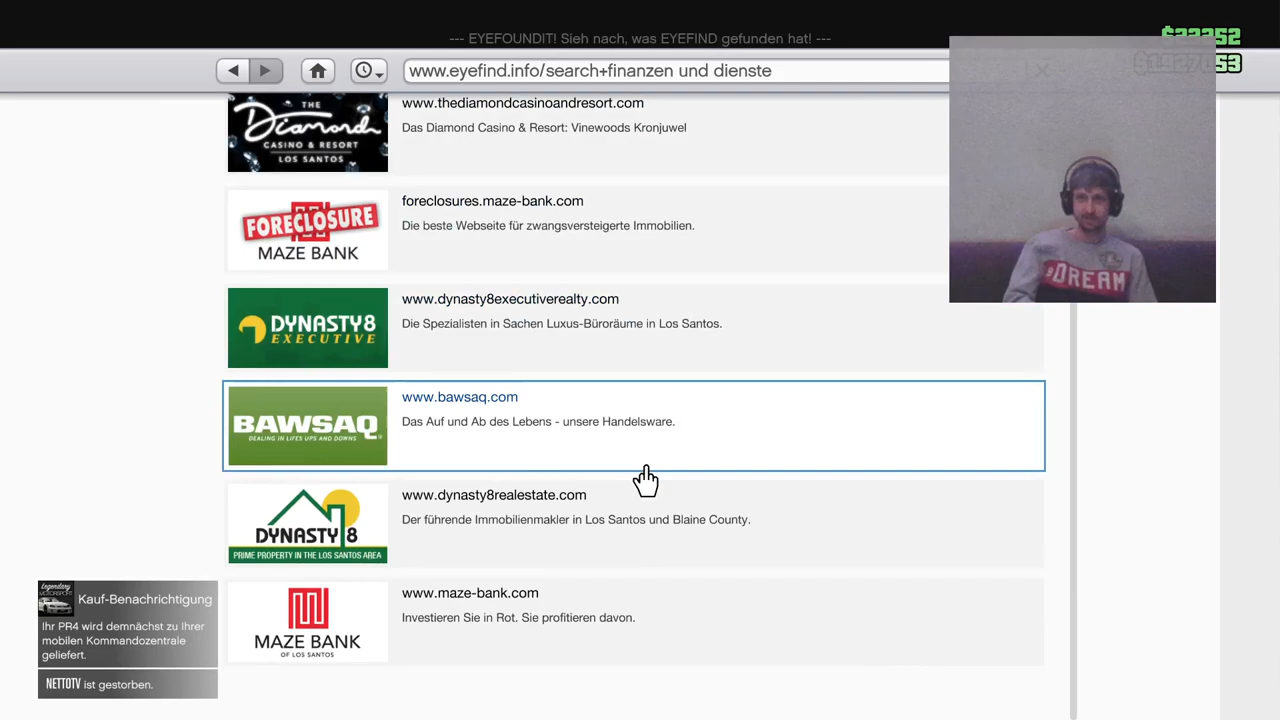 --- EYEFOUNDIT! Sieh nach, was EYEFIND gefunden hat! ---
www.eyefind.info/search+finanzen und dienste
THE
Diamond
CASINO & RESORT
LOS SANTOS
www.thediamondcasinoandresort.com
Das Diamond Casino & Resort: Vinewoods Kronjuwel
FORECLOSURE
MAZE BANK
foreclosures.maze-bank.com
Die beste Webseite für zwangsversteigerte Immobilien.
DYNASTY8
EXECUTIVE
www.dynasty8executiverealty.com
Die Spezialisten in Sachen Luxus-Büroräume in Los Santos.
BAWSAQ
DEALING IN LIFES UPS AND DOWNS
www.bawsaq.com
Das Auf und Ab des Lebens - unsere Handelsware.
DYNASTY 8
PRIME PROPERTY IN THE LOS SANTOS AREA
www.dynasty8realestate.com
Der führende Immobilienmakler in Los Santos und Blaine County.
MAZE BANK
OF LOS SANTOS
www.maze-bank.com
Investieren Sie in Rot. Sie profitieren davon.
Legendary
MOTORSPORT
Kauf-Benachrichtigung
Ihr PR4 wird demnächst zu Ihrer
mobilen Kommandozentrale
geliefert.
NETTOTV ist gestorben.
DREAM